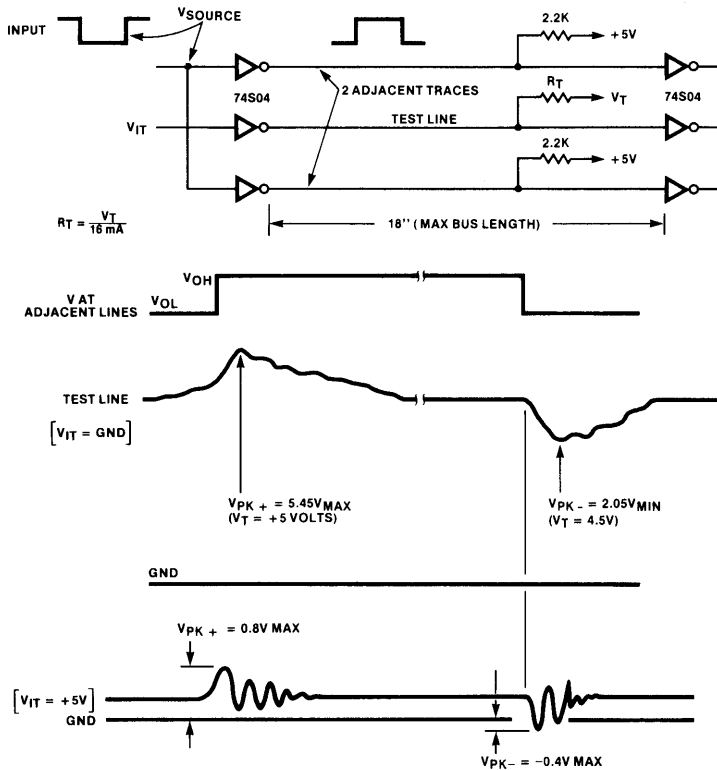 INPUT
VSOURCE
2.2K
+5V
74S04
2 ADJACENT TRACES
RT
VT
74S04
VIT
TEST LINE
2.2K
+5V
RT = VT / 16 mA
18'' (MAX BUS LENGTH)
VOH
V AT
ADJACENT LINES
VOL
TEST LINE
[VIT = GND]
VPK+ = 5.45VMAX
(VT = +5 VOLTS)
VPK- = 2.05VMIN
(VT = 4.5V)
GND
VPK+ = 0.8V MAX
[VIT = +5V]
GND
VPK- = -0.4V MAX